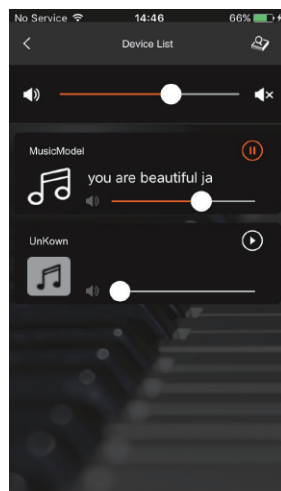 No Service 14:46 66%
Device List
MusicModel
you are beautiful ja
UnKown